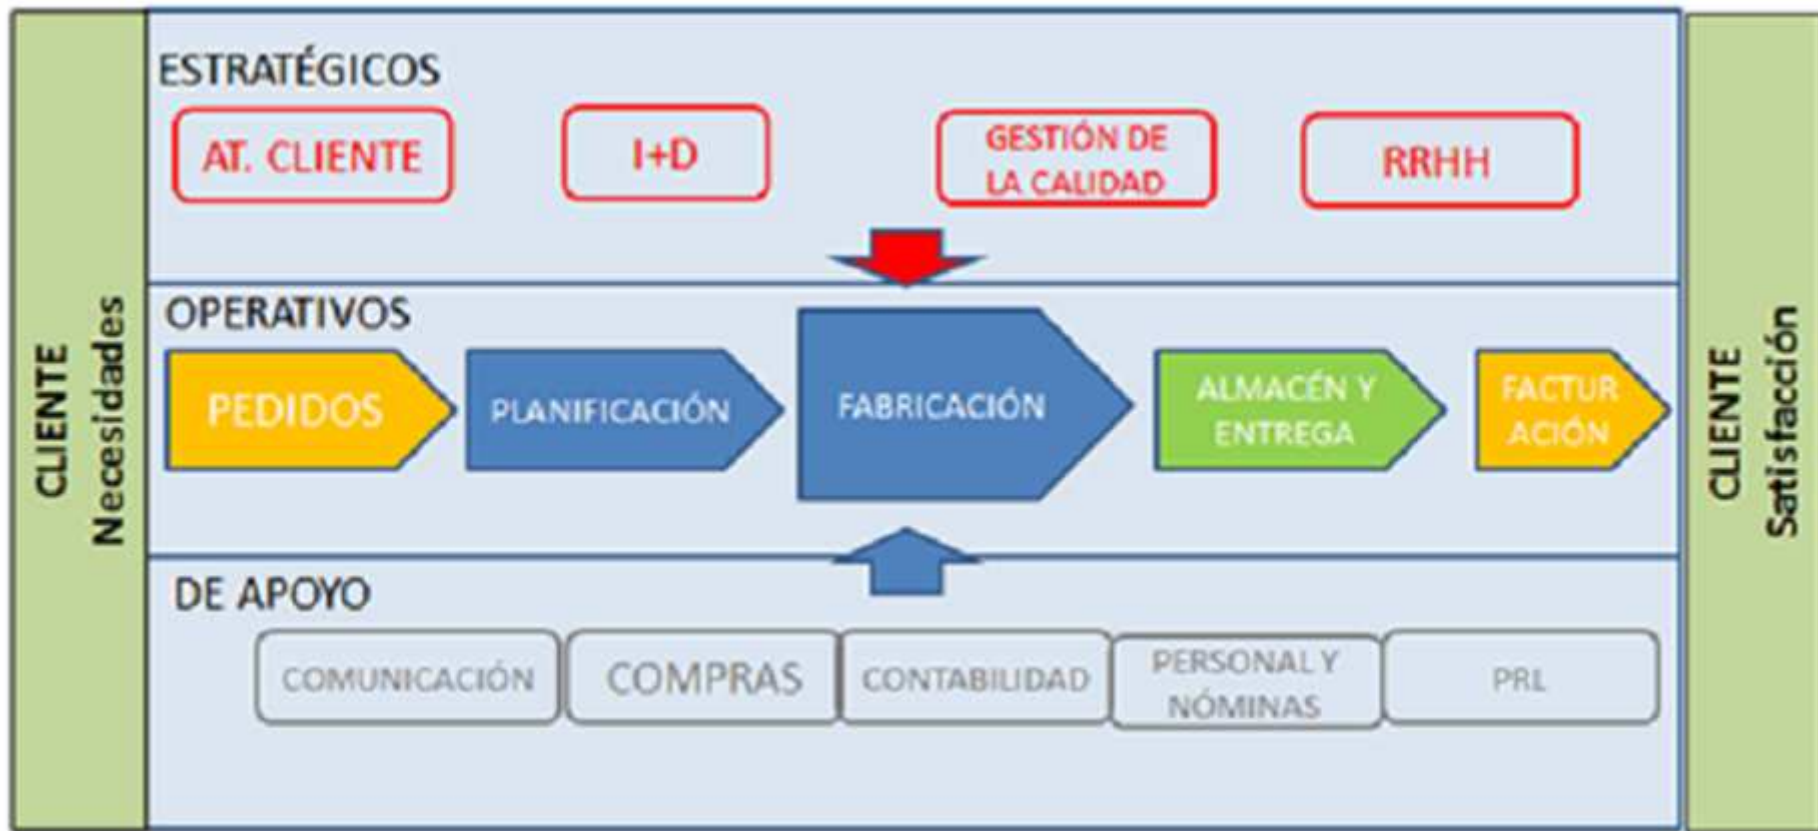 ESTRATÉGICOS
AT. CLIENTE
I+D
GESTIÓN DE
LA CALIDAD
RRHH
CLIENTE
Necesidades
OPERATIVOS
PEDIDOS
PLANIFICACIÓN
FABRICACIÓN
ALMACÉN Y
ENTREGA
FACTUR
ACIÓN
CLIENTE
Satisfacción
DE APOYO
COMUNICACIÓN
COMPRAS
CONTABILIDAD
PERSONAL Y
NÓMINAS
PRL